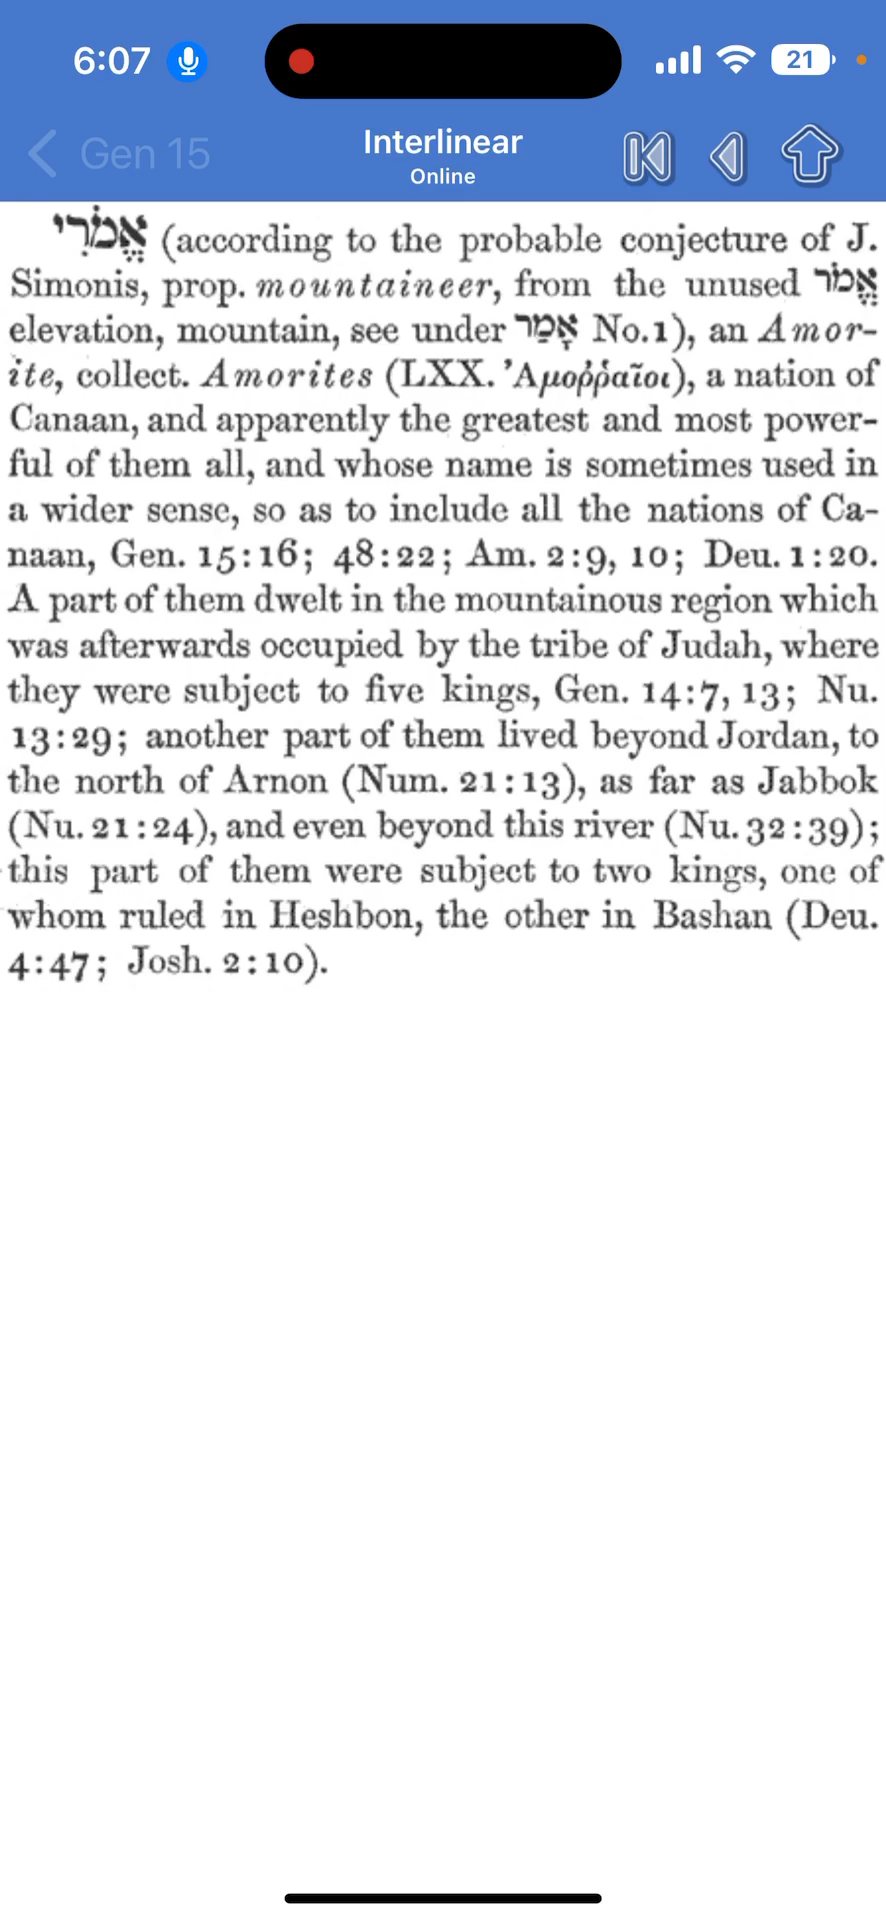 6:07
21
Gen 15
Interlinear
Online
אֱמֹרִי (according to the probable conjecture of J.
Simonis, prop. mountaineer, from the unused אֱמֹר
elevation, mountain, see under אָמַר No.1), an Amor-
ite, collect. Amorites (LXX. Ἀμοῤῥαῖοι), a nation of
Canaan, and apparently the greatest and most power-
ful of them all, and whose name is sometimes used in
a wider sense, so as to include all the nations of Ca-
naan, Gen. 15:16; 48:22; Am. 2:9, 10; Deu. 1:20.
A part of them dwelt in the mountainous region which
was afterwards occupied by the tribe of Judah, where
they were subject to five kings, Gen. 14:7, 13; Nu.
13:29; another part of them lived beyond Jordan, to
the north of Arnon (Num. 21:13), as far as Jabbok
(Nu. 21:24), and even beyond this river (Nu. 32:39);
this part of them were subject to two kings, one of
whom ruled in Heshbon, the other in Bashan (Deu.
4:47; Josh. 2:10).